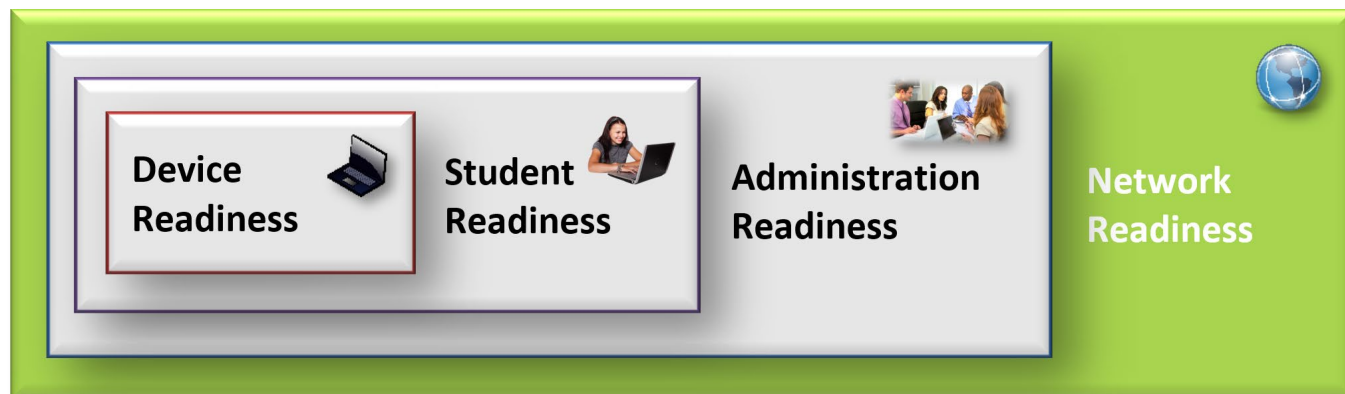 Device
Readiness
Student
Readiness
Administration
Readiness
Network
Readiness